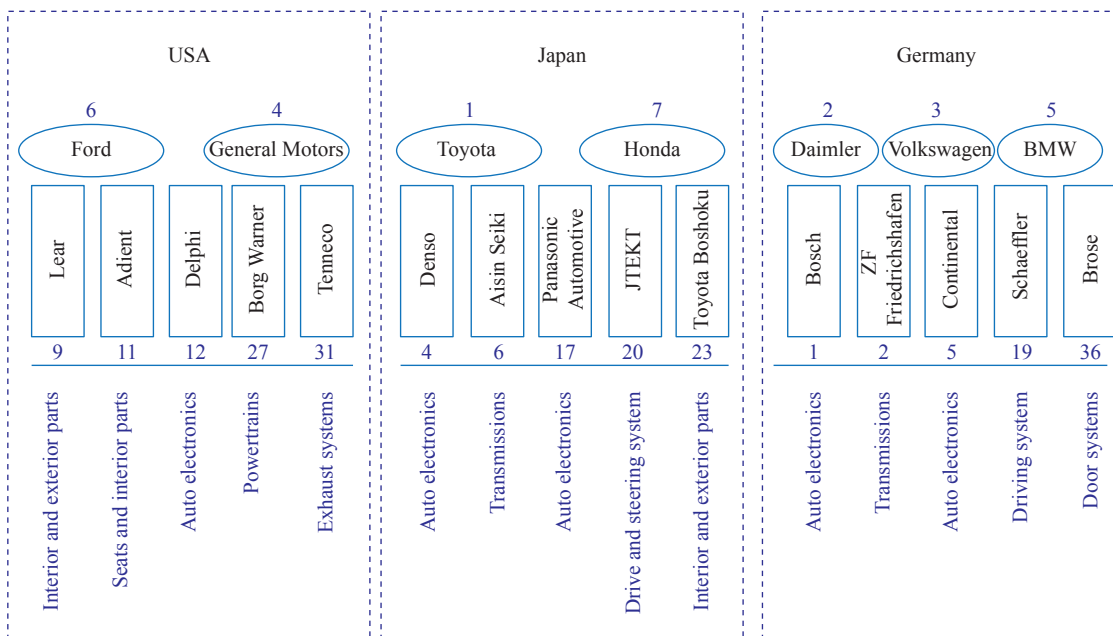 USA
6
4
Ford
General Motors
Lear
Adient
Delphi
Borg Warner
Tenneco
9
11
12
27
31
Interior and exterior parts
Seats and interior parts
Auto electronics
Powertrains
Exhaust systems
Japan
1
7
Toyota
Honda
Denso
Aisin Seiki
Panasonic
Automotive
JTEKT
Toyota Boshoku
4
6
17
20
23
Auto electronics
Transmissions
Auto electronics
Drive and steering system
Interior and exterior parts
Germany
2
3
5
Daimler
Volkswagen
BMW
Bosch
ZF
Friedrichshafen
Continental
Schaeffler
Brose
1
2
5
19
36
Auto electronics
Transmissions
Auto electronics
Driving system
Door systems